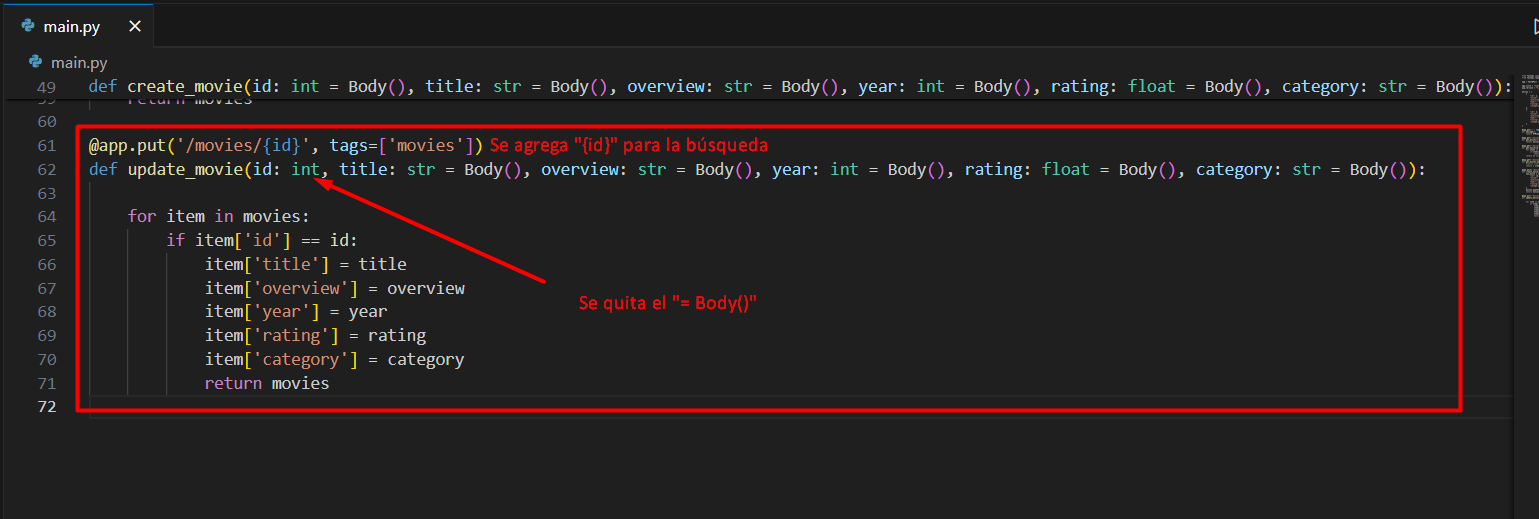 main.py
main.py
49 def create_movie(id: int = Body(), title: str = Body(), overview: str = Body(), year: int = Body(), rating: float = Body(), category: str = Body()):
59 return movies
60
61 @app.put('/movies/{id}', tags=['movies']) Se agrega "{id}" para la búsqueda
62 def update_movie(id: int, title: str = Body(), overview: str = Body(), year: int = Body(), rating: float = Body(), category: str = Body()):
63
64 for item in movies:
65 if item['id'] == id:
66 item['title'] = title
67 item['overview'] = overview
Se quita el "= Body()"
68 item['year'] = year
69 item['rating'] = rating
70 item['category'] = category
71 return movies
72